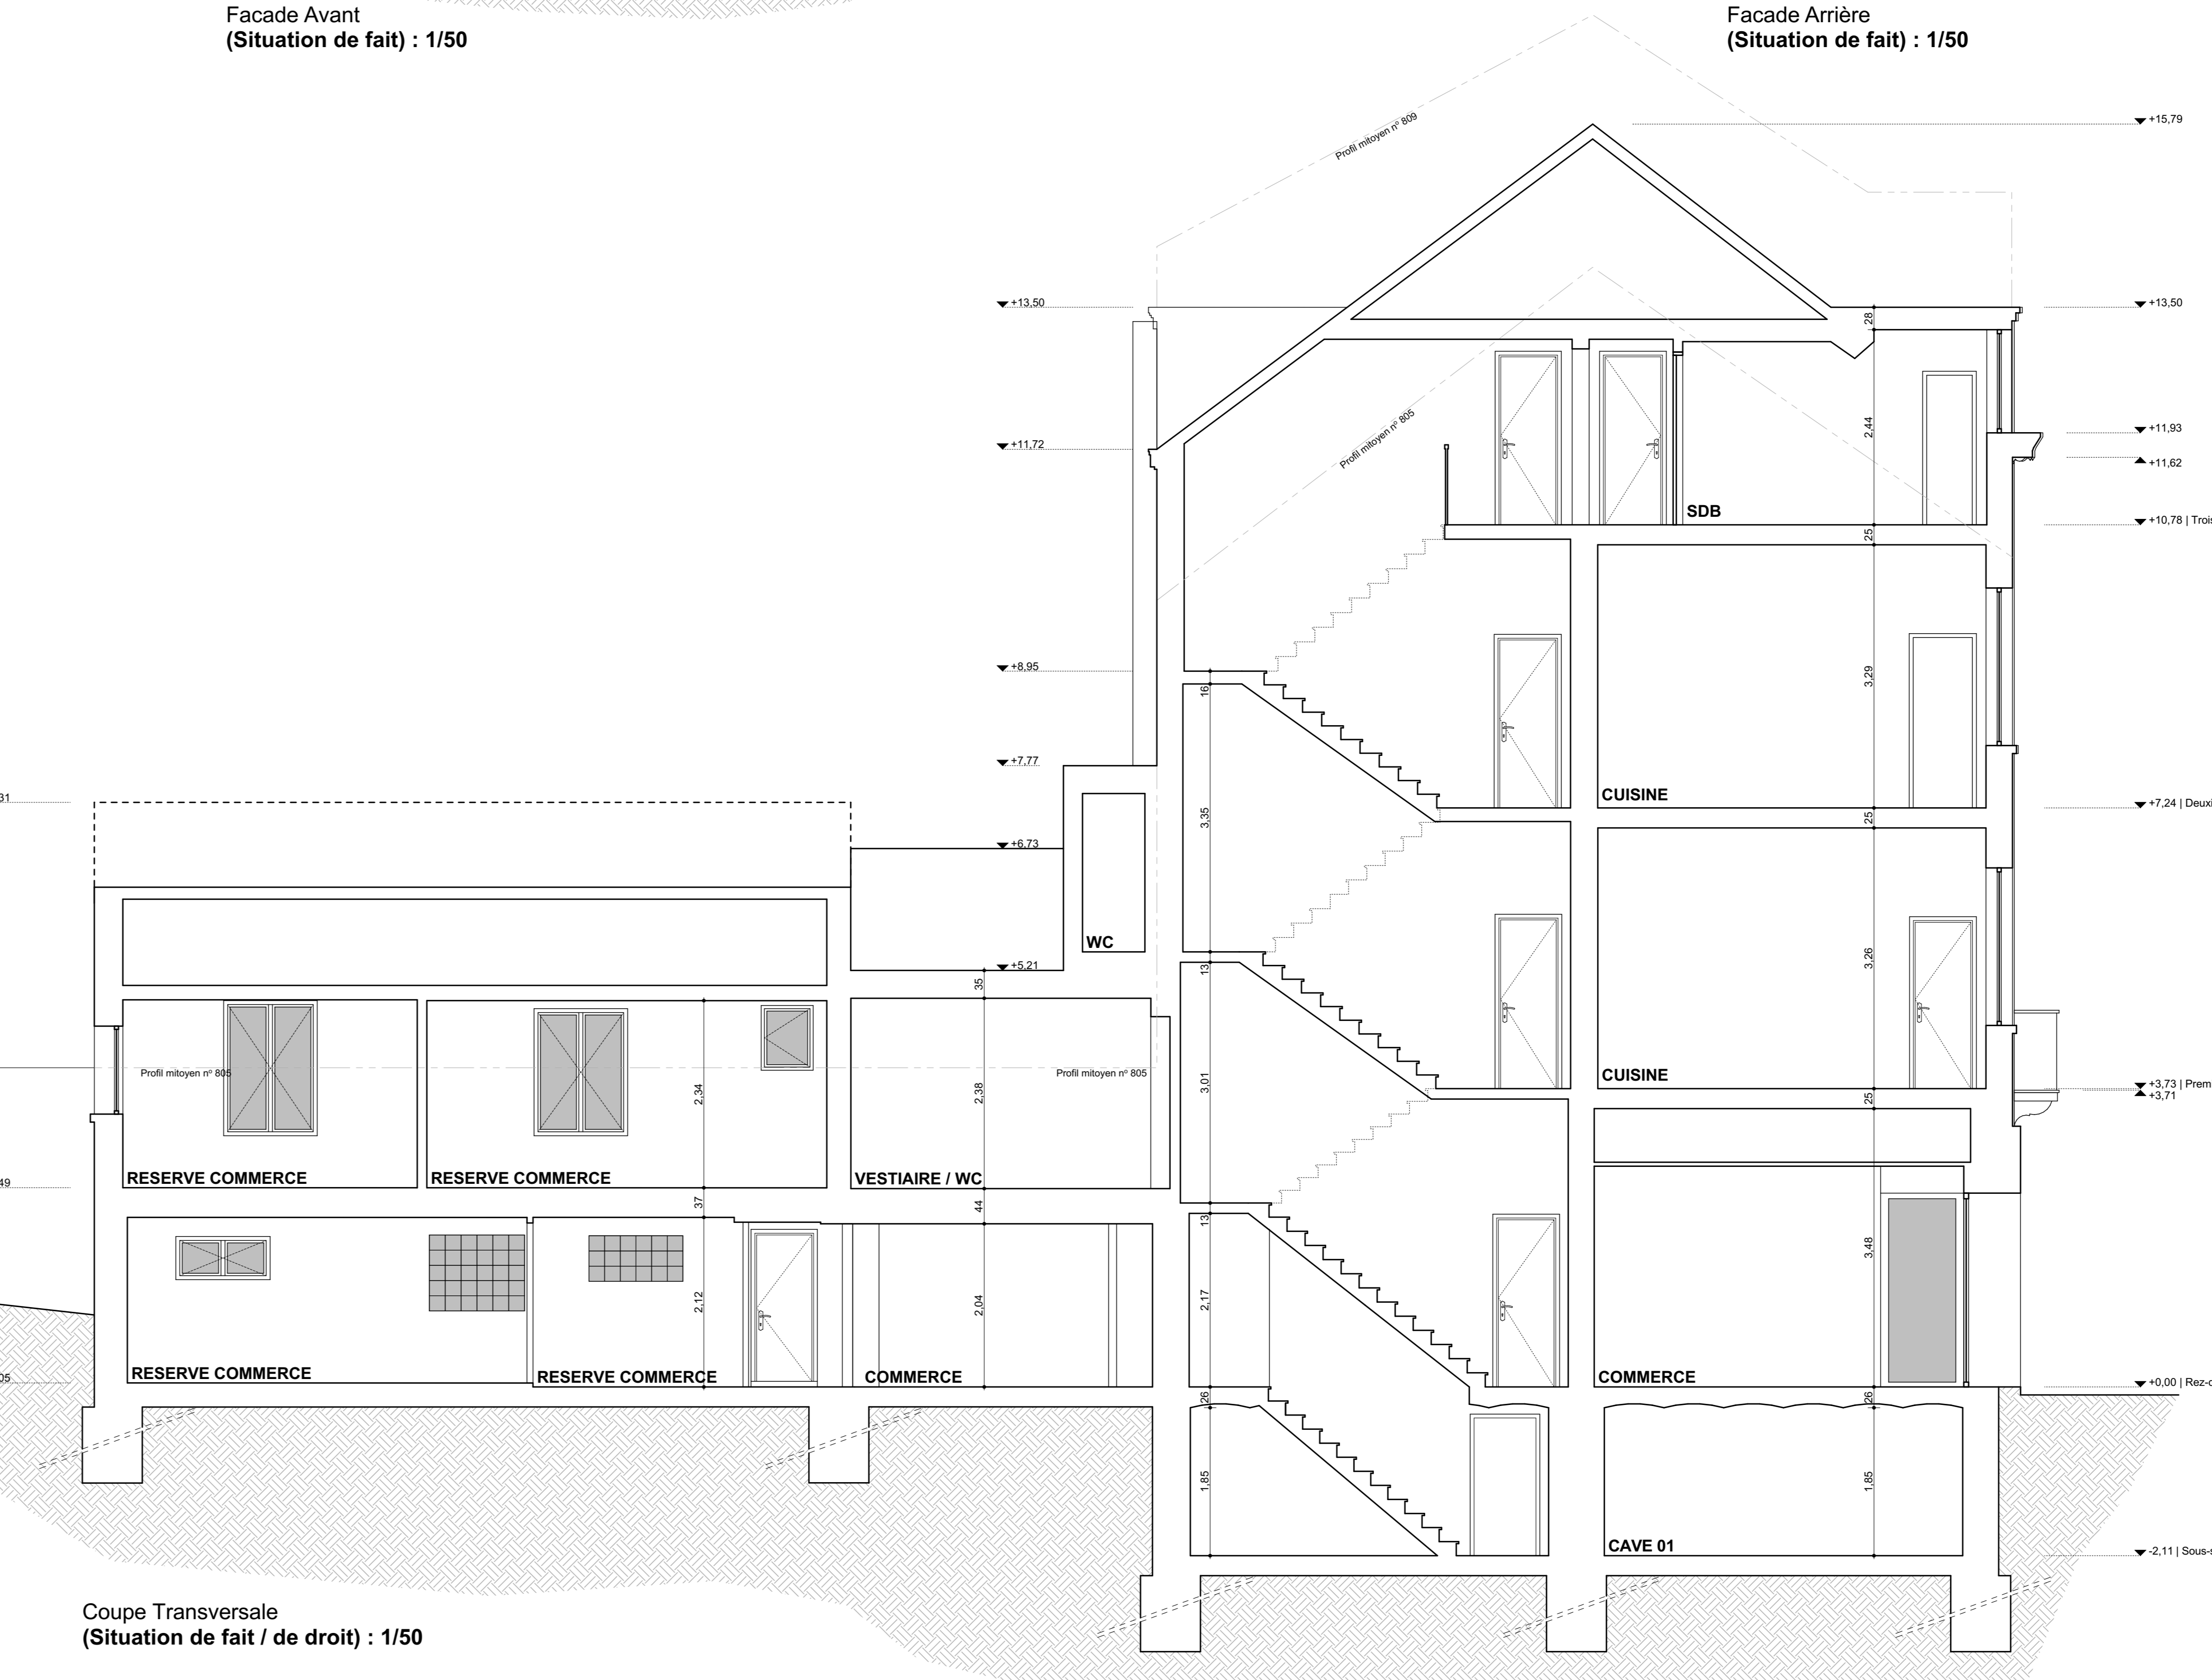 Facade Avant
(Situation de fait) : 1/50
Facade Arrière
(Situation de fait) : 1/50
Profil mitoyen n° 809
+15,79
+13,50
+13,50
28
2,44
+11,93
+11,62
+11,72
Profil mitoyen n° 805
SDB
+10,78 |
25
+8,95
16
3,29
+7,77
CUISINE
+7,24 |
25
3,35
+6,73
WC
3,26
+5,21
13
35
Profil mitoyen n° 805
2,34
2,38
Profil mitoyen n° 805
3,01
CUISINE
+3,73 |
+3,71
25
RESERVE COMMERCE
RESERVE COMMERCE
VESTIAIRE / WC
37
44
13
3,48
2,12
2,04
2,17
RESERVE COMMERCE
RESERVE COMMERCE
COMMERCE
COMMERCE
+0,00 |
26
26
1,85
1,85
CAVE 01
-2,11 |
Coupe Transversale
(Situation de fait / de droit) : 1/50